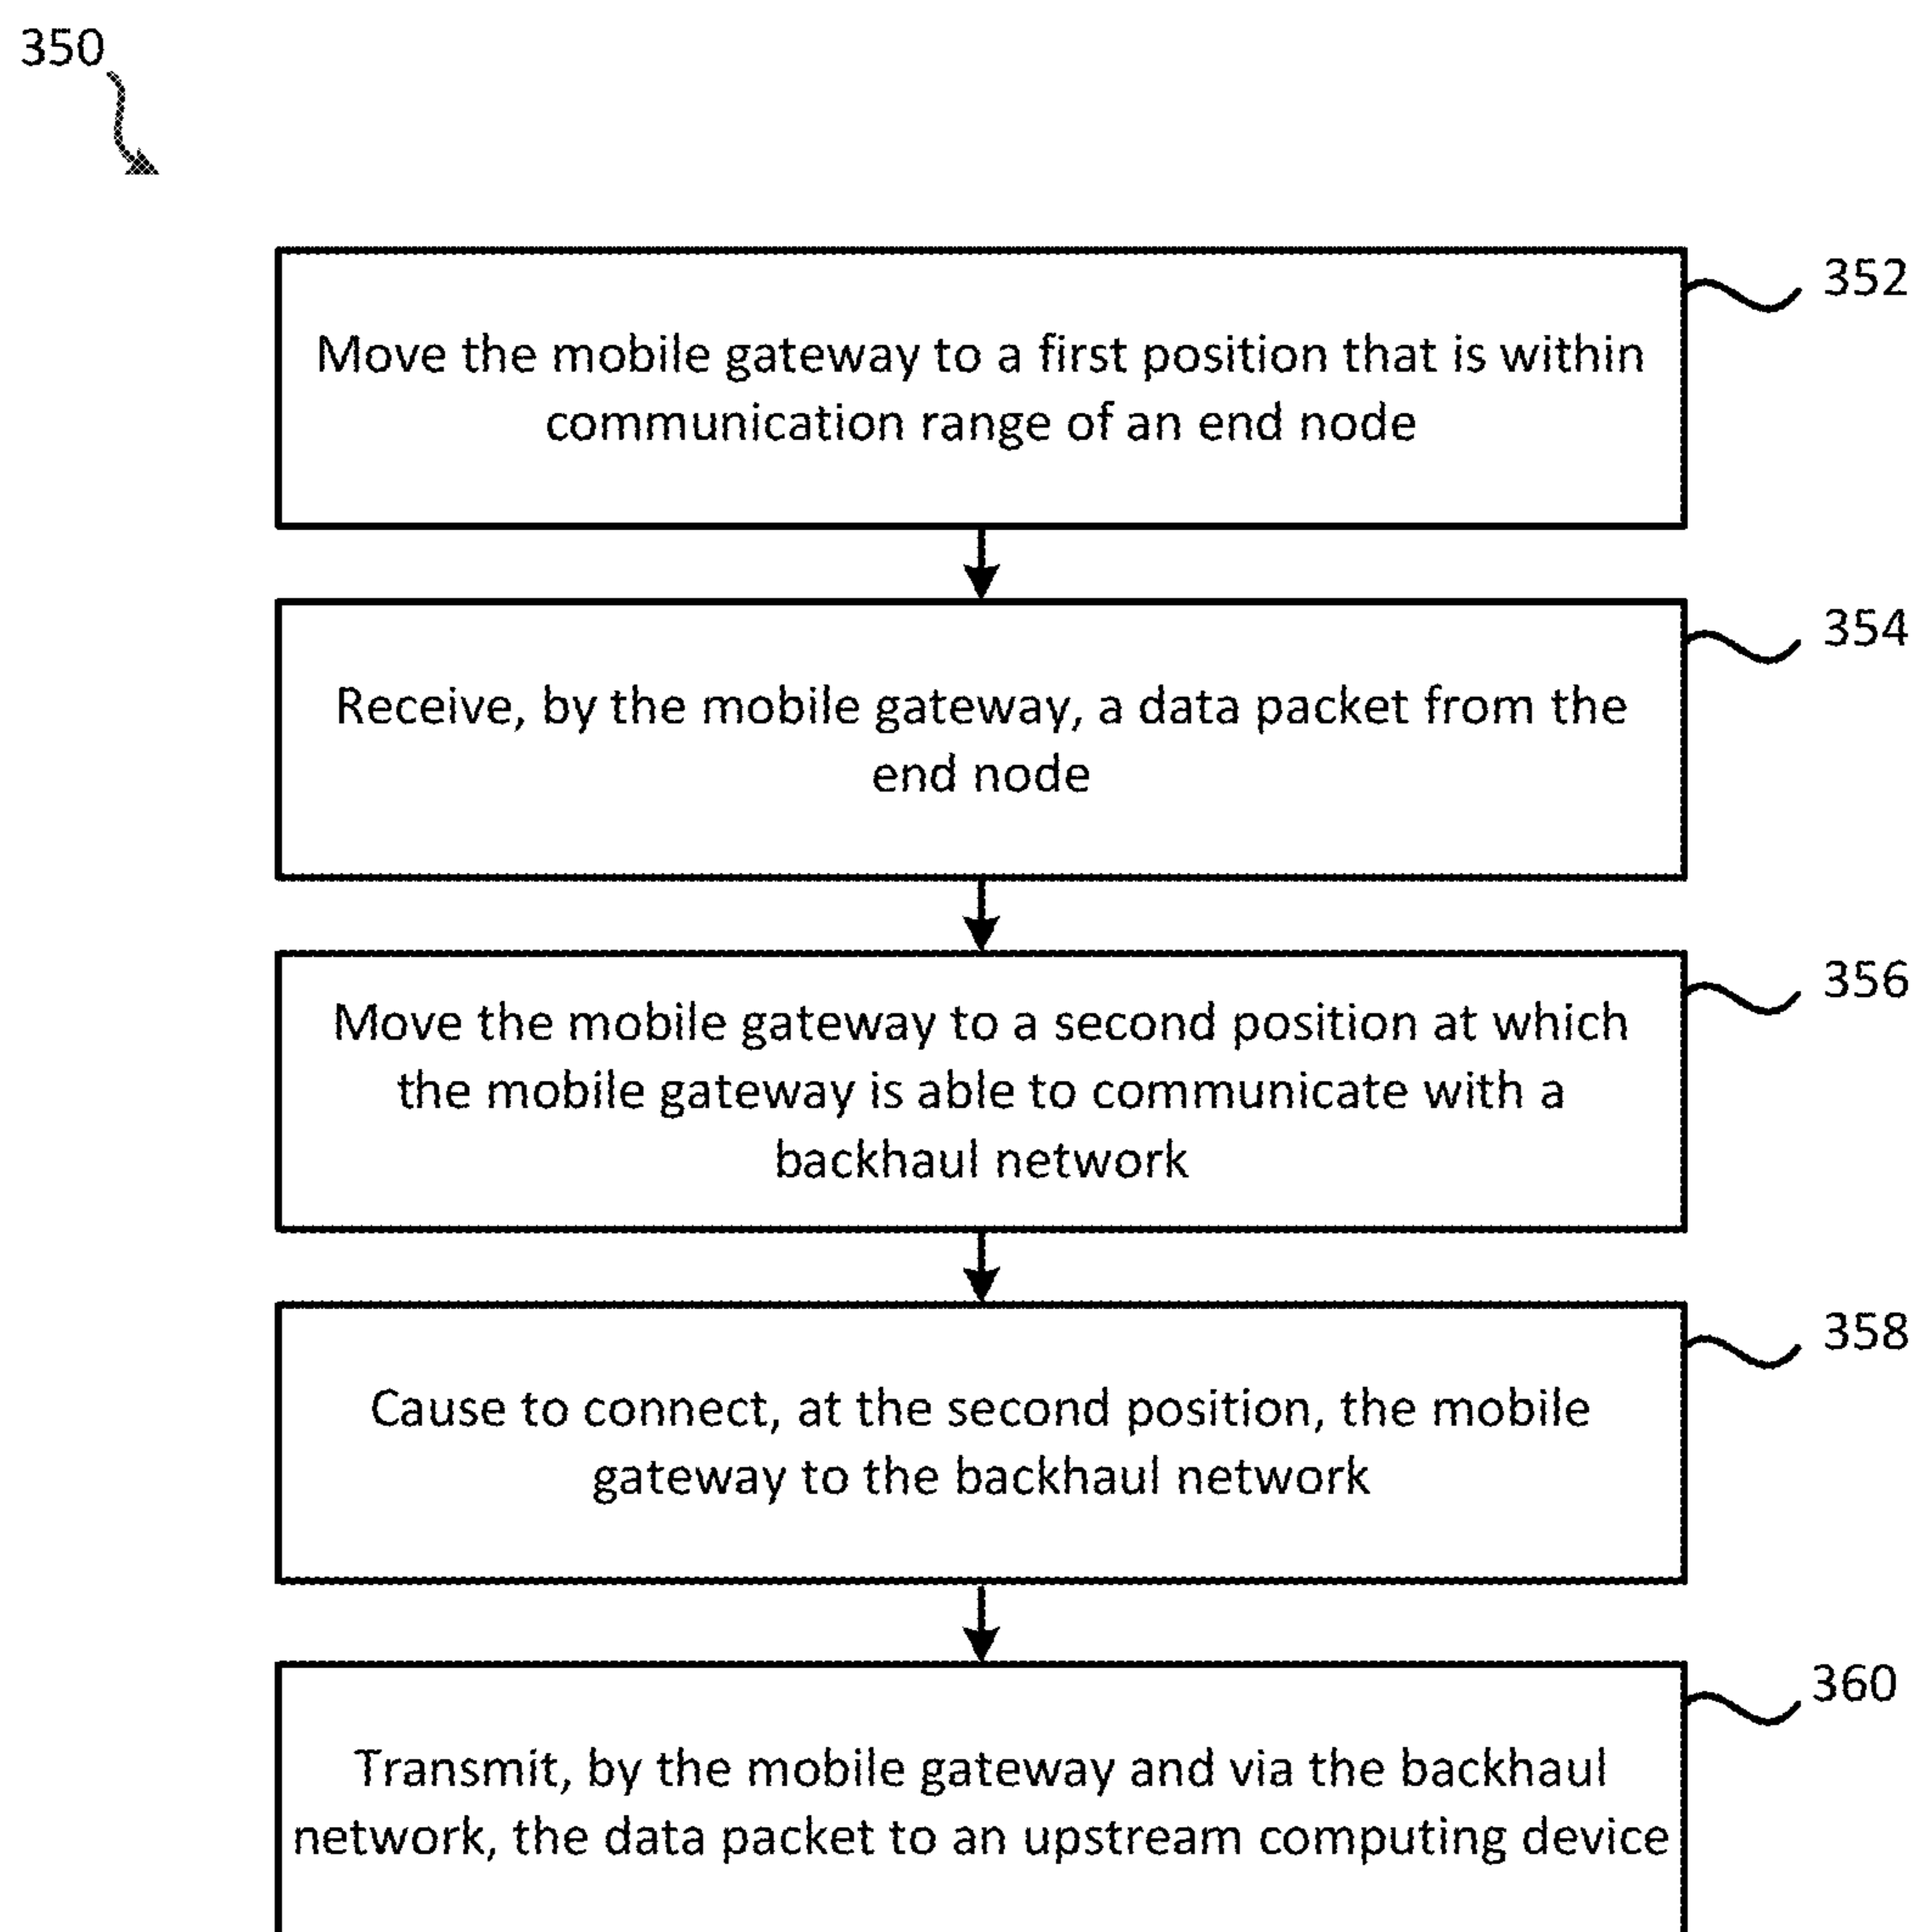 350
352
Move the mobile gateway to a first position that is within
communication range of an end node
354
Receive, by the mobile gateway, a data packet from the
end node
356
Move the mobile gateway to a second position at which
the mobile gateway is able to communicate with a
backhaul network
358
Cause to connect, at the second position, the mobile
gateway to the backhaul network
360
Transmit, by the mobile gateway and via the backhaul
network, the data packet to an upstream computing device